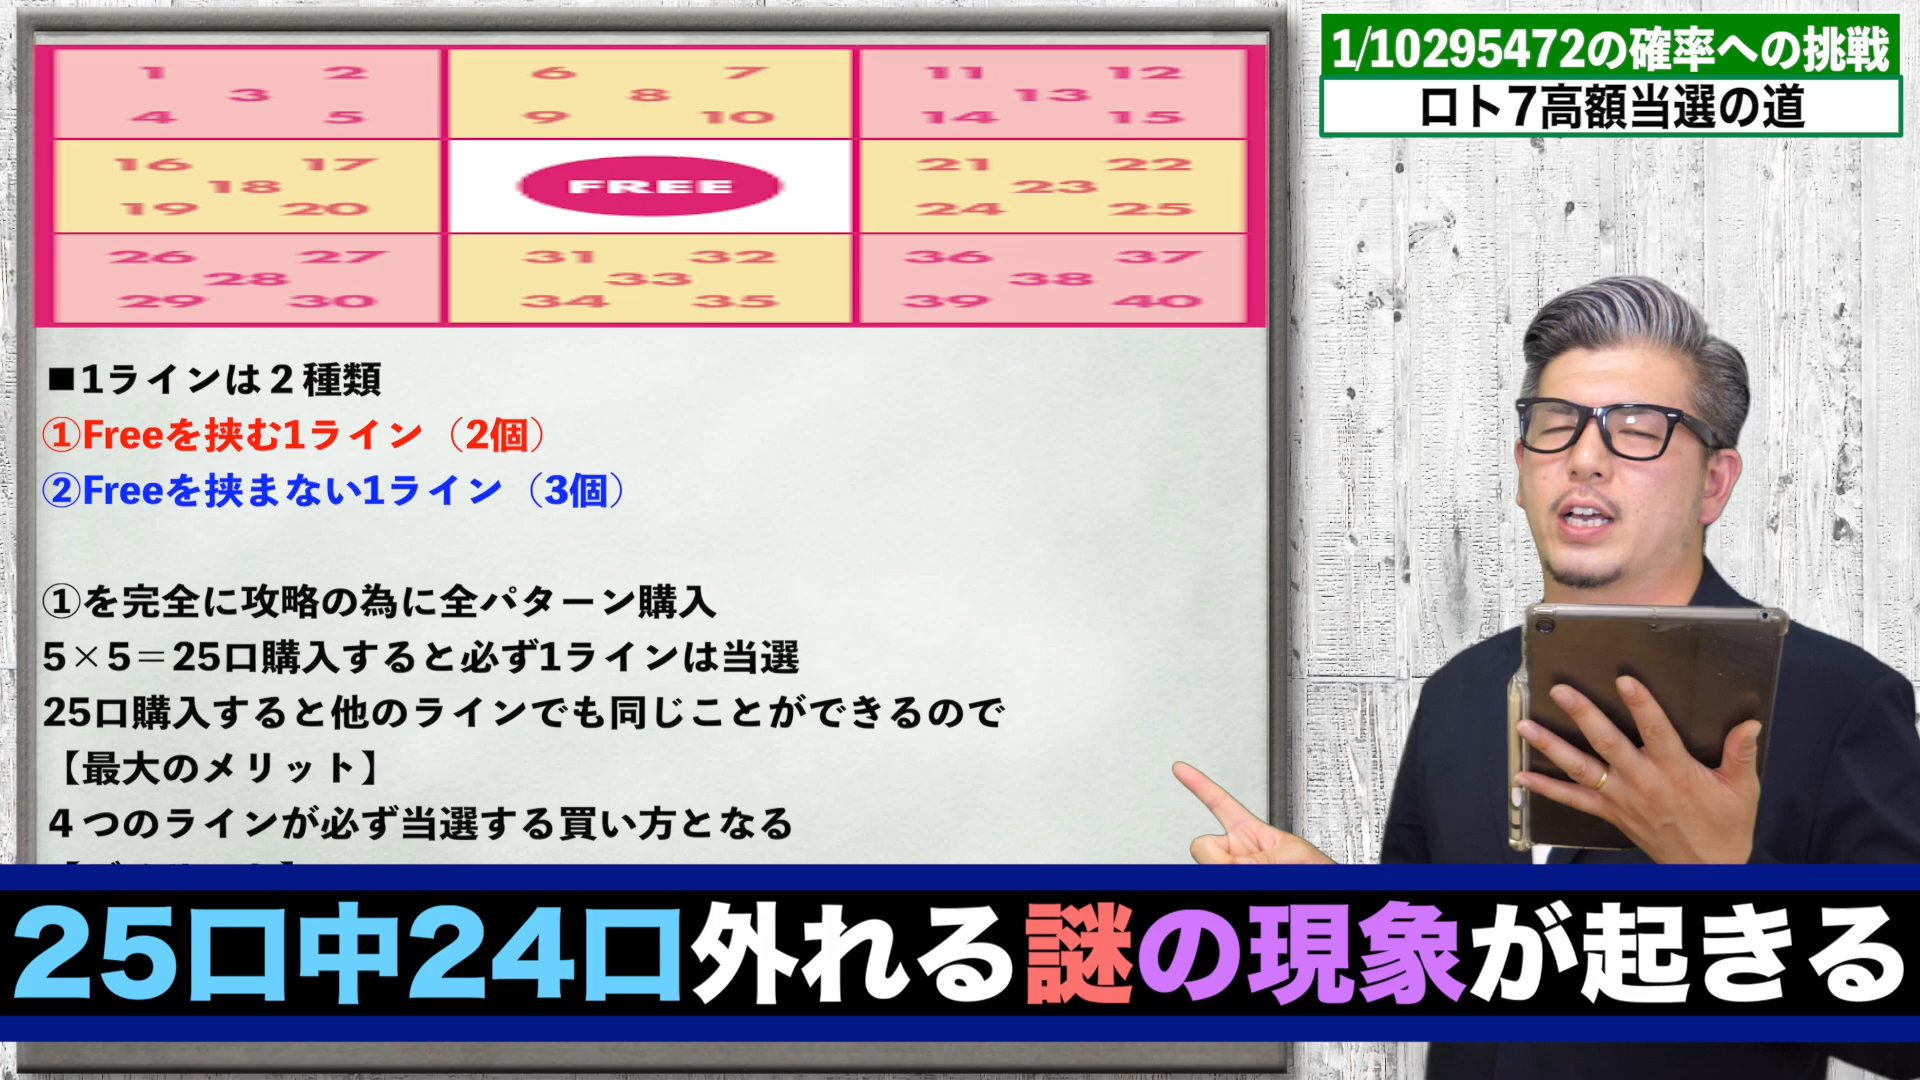 1/10295472の確率への挑戦
ロト7高額当選の道
1 2 3 4 5
6 7 8 9 10
11 12 13 14 15
16 17 18 19 20
FREE
21 22 23 24 25
26 27 28 29 30
31 32 33 34 35
36 37 38 39 40
■1ラインは２種類
①Freeを挟む1ライン（2個）
②Freeを挟まない1ライン（3個）
①を完全に攻略の為に全パターン購入
5×5＝25口購入すると必ず1ラインは当選
25口購入すると他のラインでも同じことができるので
【最大のメリット】
４つのラインが必ず当選する買い方となる
25口中24口外れる謎の現象が起きる